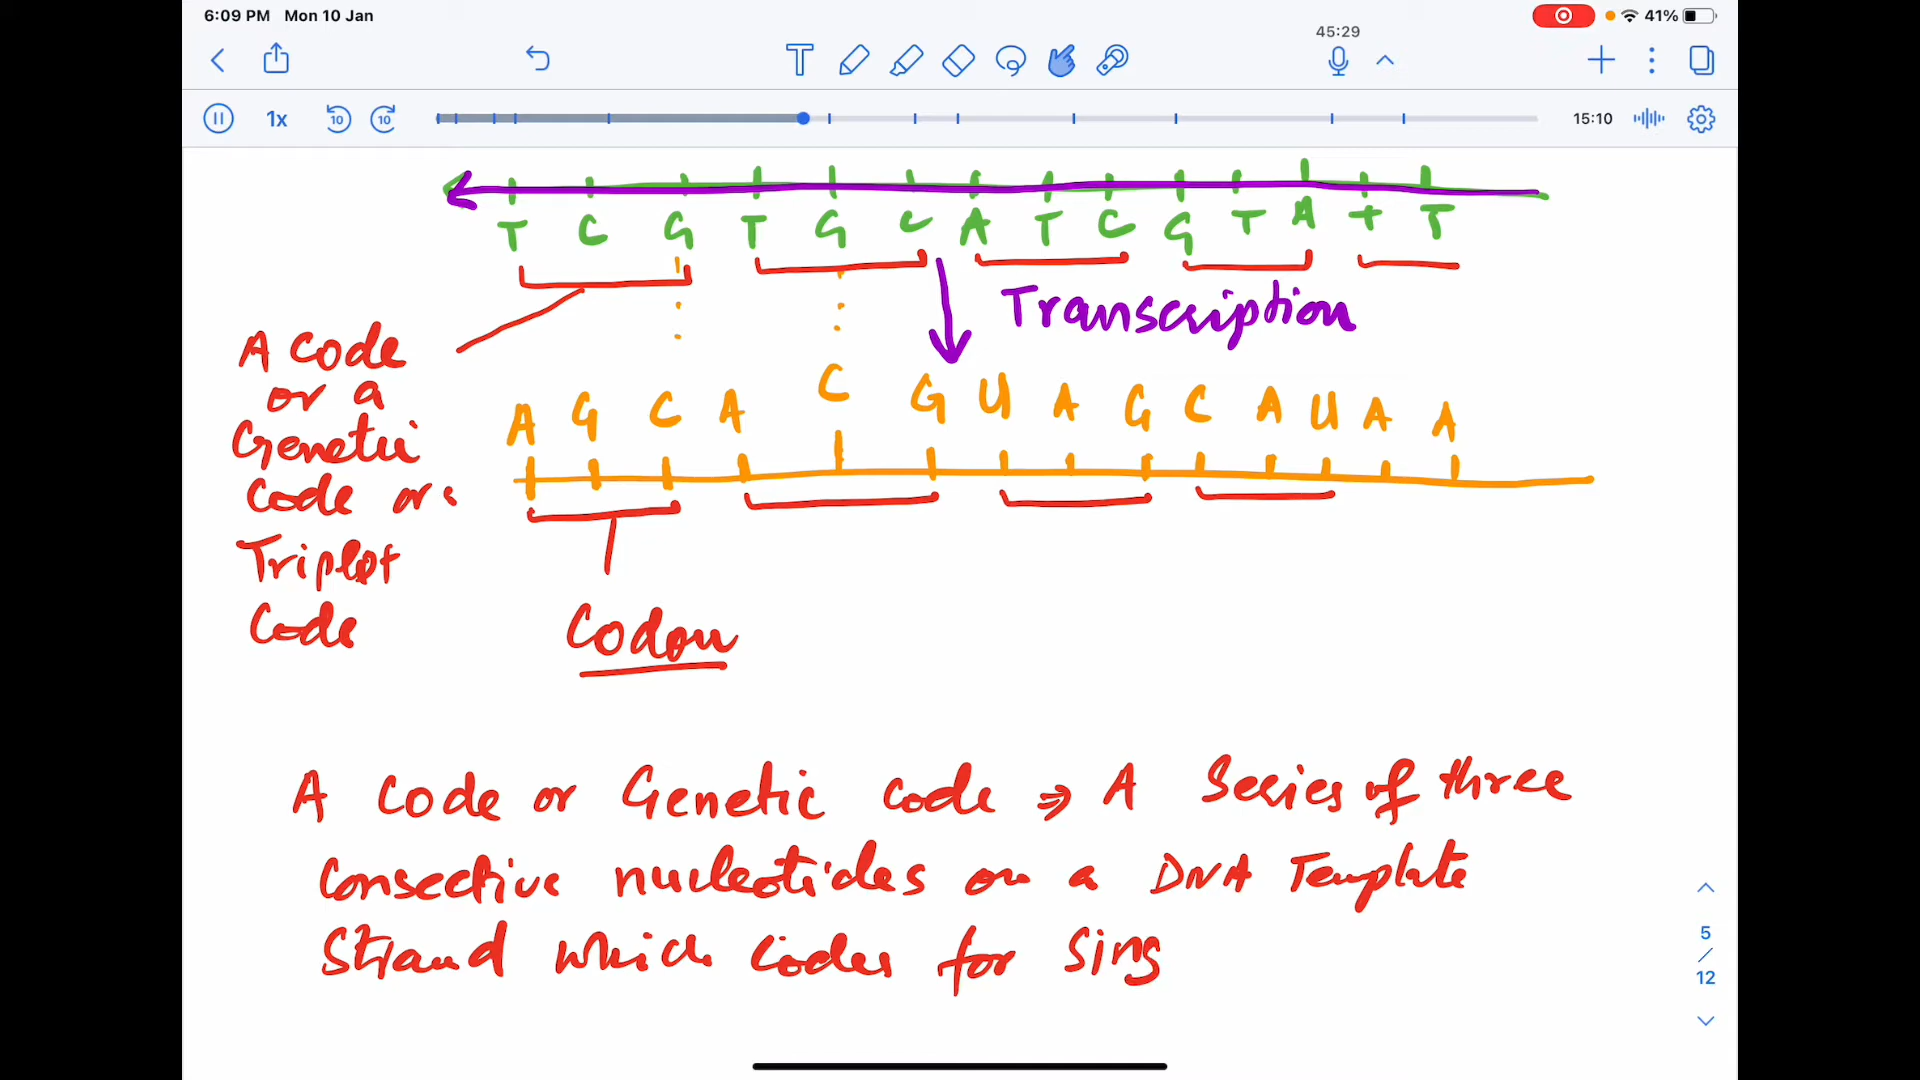 6:09 PM Mon 10 Jan
41%
45:29
T
1x
10
10
15:10
T C G T G C A T C G T A T T
Transcription
A Code
or a
Genetic
Code or
Triplet
Code
A G C A C G U A G C A U A A
Codon
A Code or Genetic code ⇒ A Series of three
Consective nucleotides on a DNA Template
Strand which codes for Sing
5
/
12